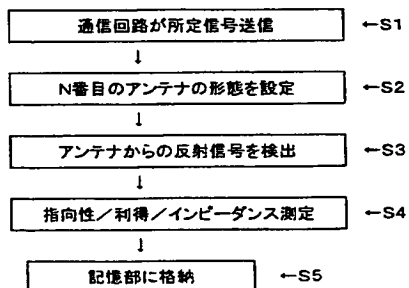 通信回路が所定信号送信 ←S1
↓
N番目のアンテナの形態を設定 ←S2
↓
アンテナからの反射信号を検出 ←S3
↓
指向性／利得／インピーダンス測定 ←S4
↓
記憶部に格納 ←S5